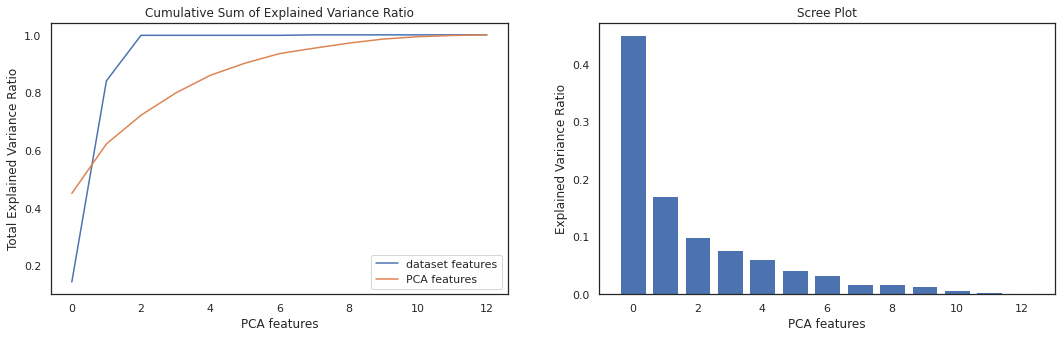 Cumulative Sum of Explained Variance Ratio
Total Explained Variance Ratio
1.0
0.8
0.6
0.4
0.2
dataset features
PCA features
0 2 4 6 8 10 12
PCA features
Scree Plot
Explained Variance Ratio
0.4
0.3
0.2
0.1
0.0
0 2 4 6 8 10 12
PCA features